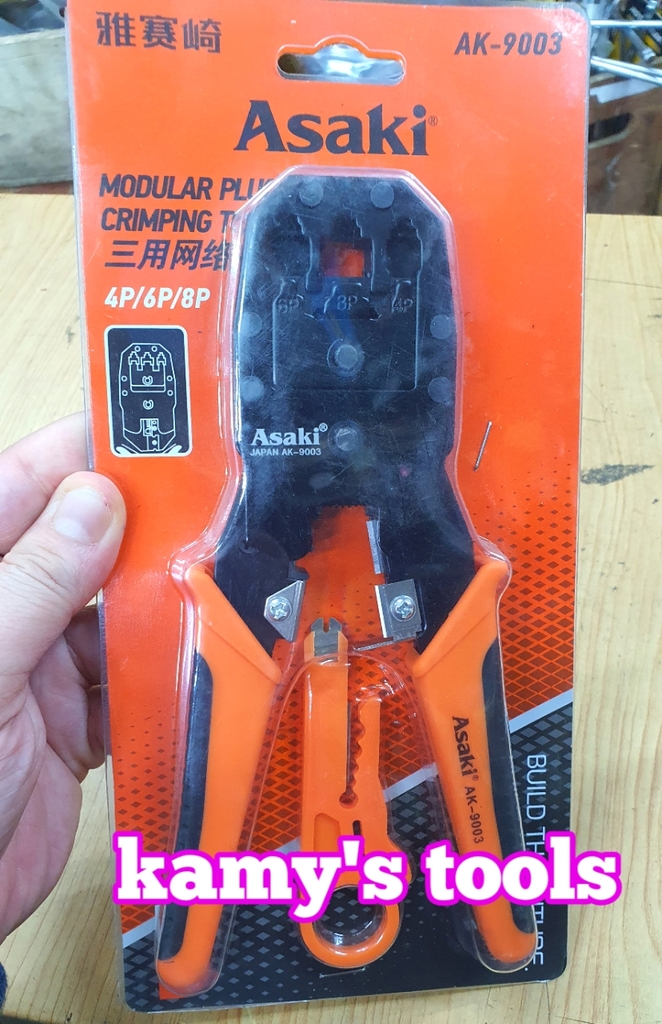 雅赛崎
AK-9003
Asaki®
MODULAR PLU
CRIMPING T
三用网络
4P/6P/8P
6P 8P 4P
Asaki®
JAPAN AK-9003
Asaki® AK-9003
BUILD TH
TURE.
kamy's tools